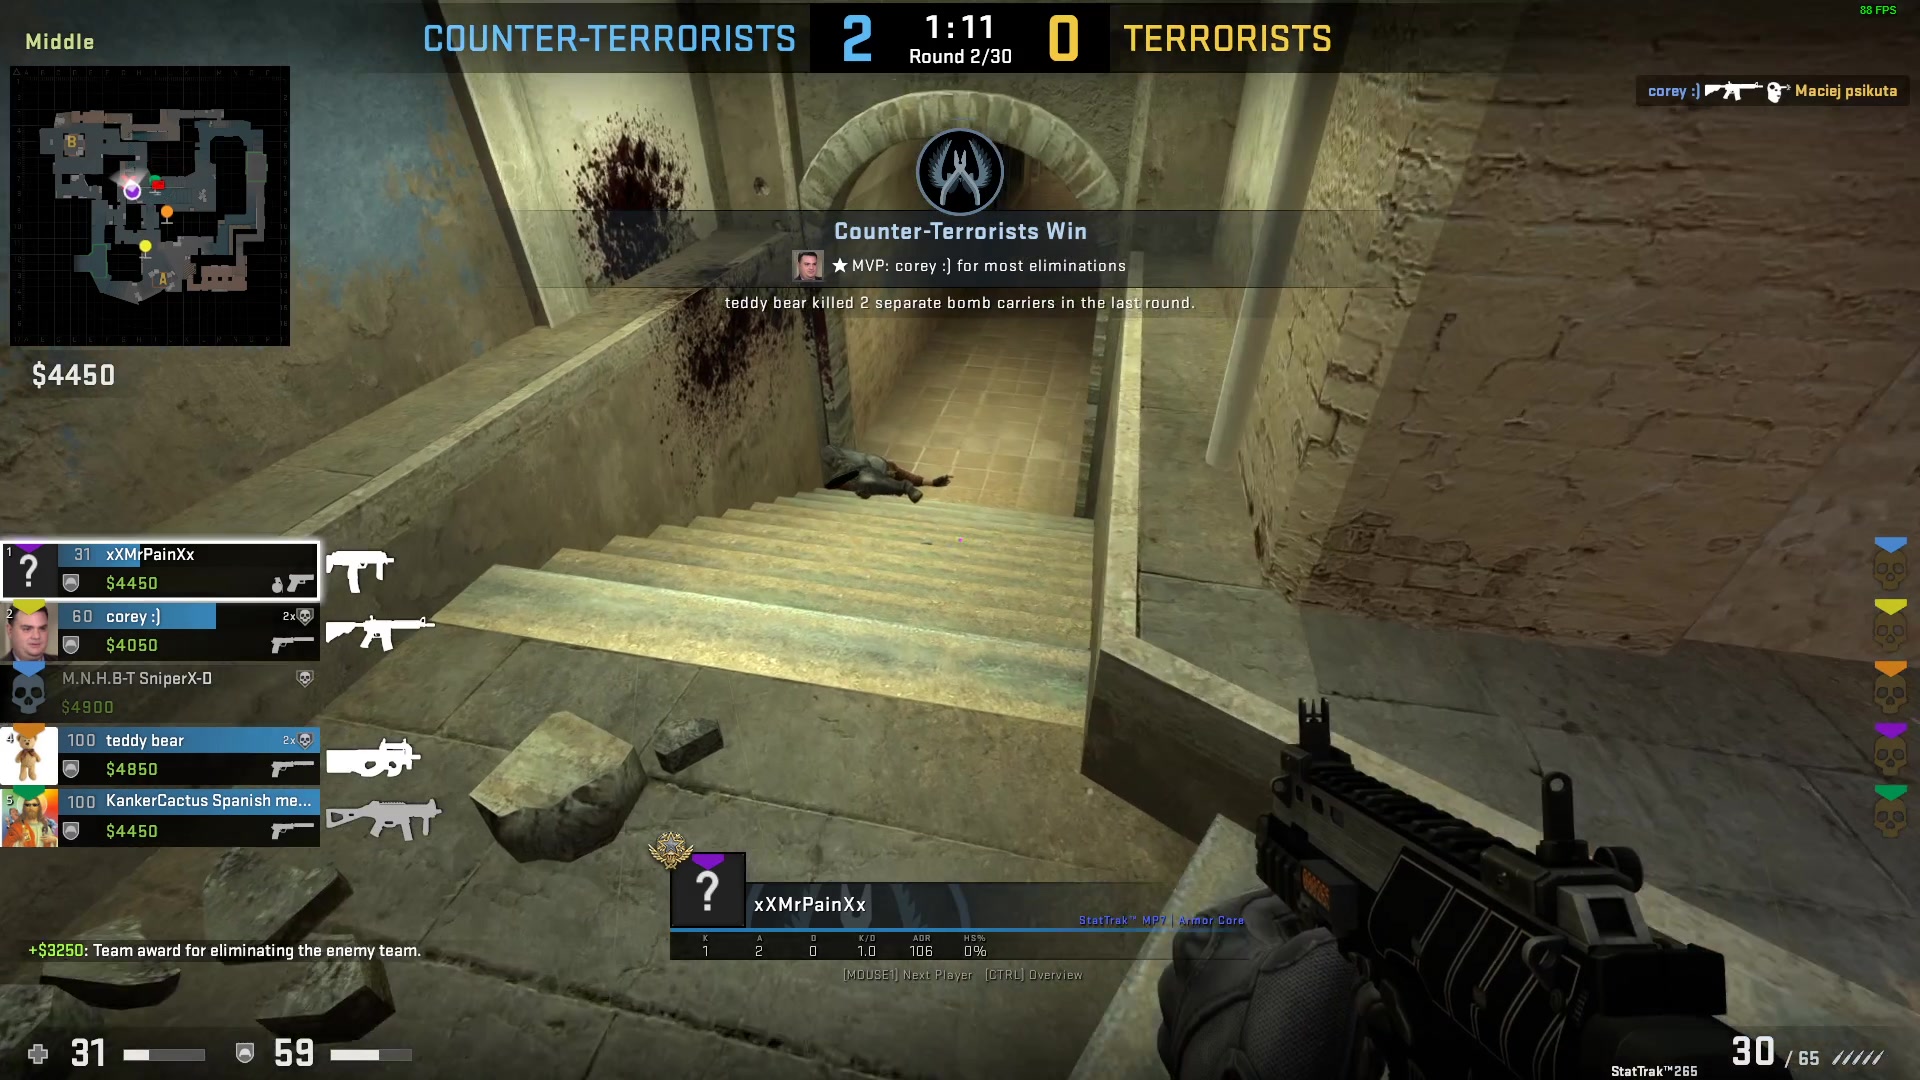 88 FPS
Middle
COUNTER-TERRORISTS
2
1:11
Round 2/30
0
TERRORISTS
corey :) Maciej psikuta
B
A
Counter-Terrorists Win
★ MVP: corey :) for most eliminations
teddy bear killed 2 separate bomb carriers in the last round.
$4450
1 ? 31 xXMrPainXx
$4450
2 60 corey :) 2x
$4050
M.N.H.B-T SniperX-D
$4900
4 100 teddy bear 2x
$4850
5 100 KankerCactus Spanish me...
$4450
?
xXMrPainXx
StatTrak™ MP7 | Armor Core
K A D K/D ADR HS%
1 2 0 1.0 106 0%
[MOUSE1] Next Player [CTRL] Overview
+$3250: Team award for eliminating the enemy team.
31
59
30 / 65
StatTrak™265